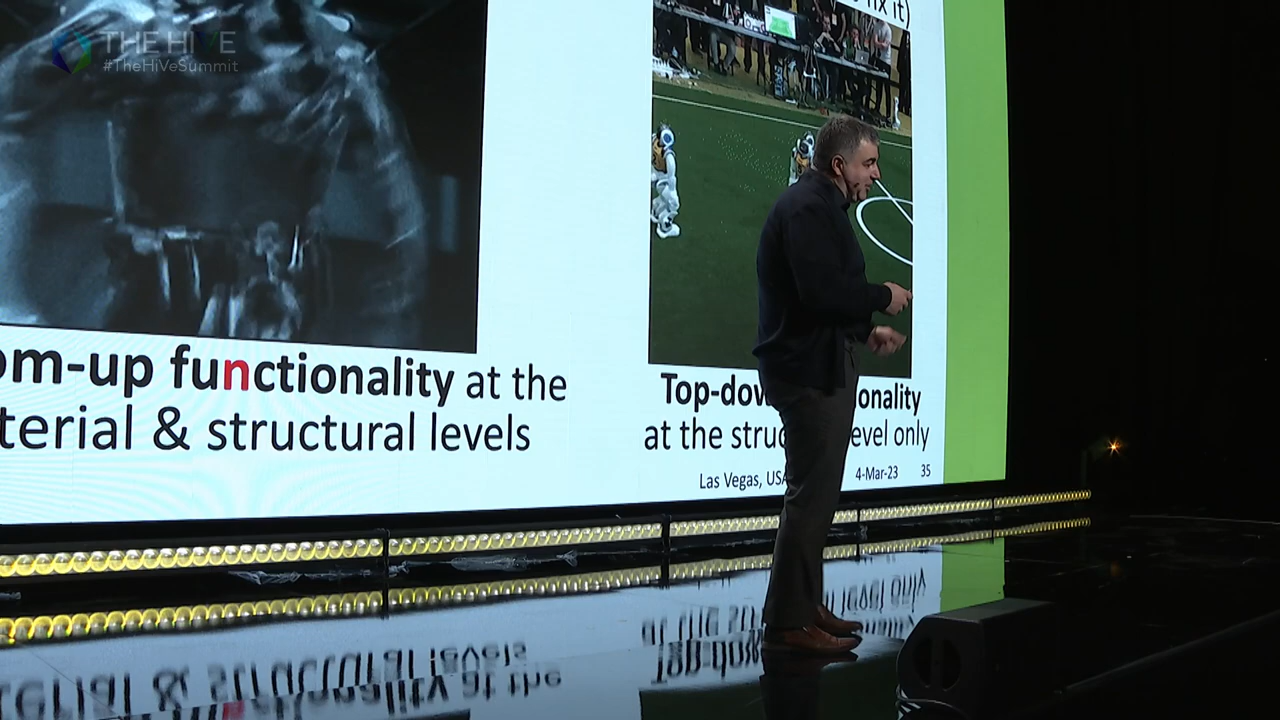 THE HiVE
#TheHiVeSummit
fix it)
om-up functionality at the
terial & structural levels
Top-dow onality
at the struc evel only
Las Vegas, USA 4-Mar-23 35